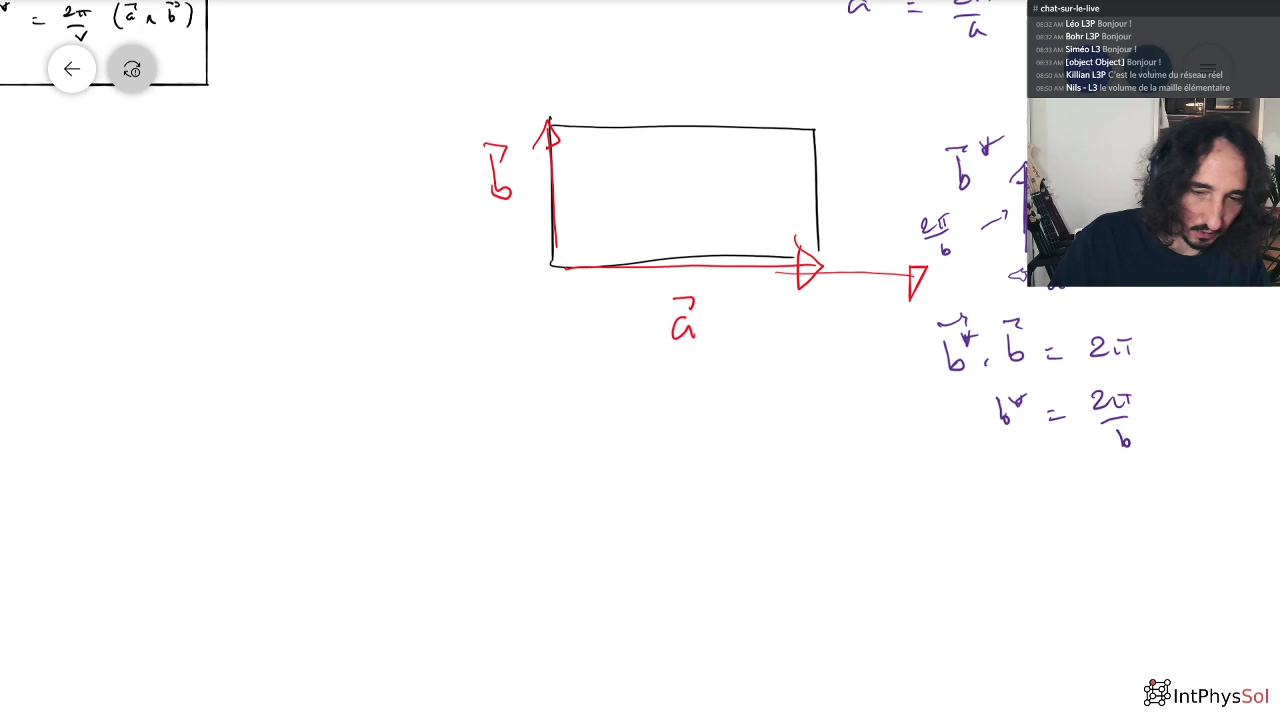 = 2π/v (a⃗ ∧ b⃗)
a = 2π/a
# chat-sur-le-live
08:32 AM Léo L3P Bonjour !
08:32 AM Bohr L3P Bonjour
08:33 AM Siméo L3 Bonjour !
08:33 AM [object Object] Bonjour !
08:50 AM Killian L3P C'est le volume du réseau réel
08:50 AM Nils - L3 le volume de la maille élémentaire
b⃗
b⃗*
2π/b
a⃗
b⃗* . b⃗ = 2π
b* = 2π/b
IntPhysSol